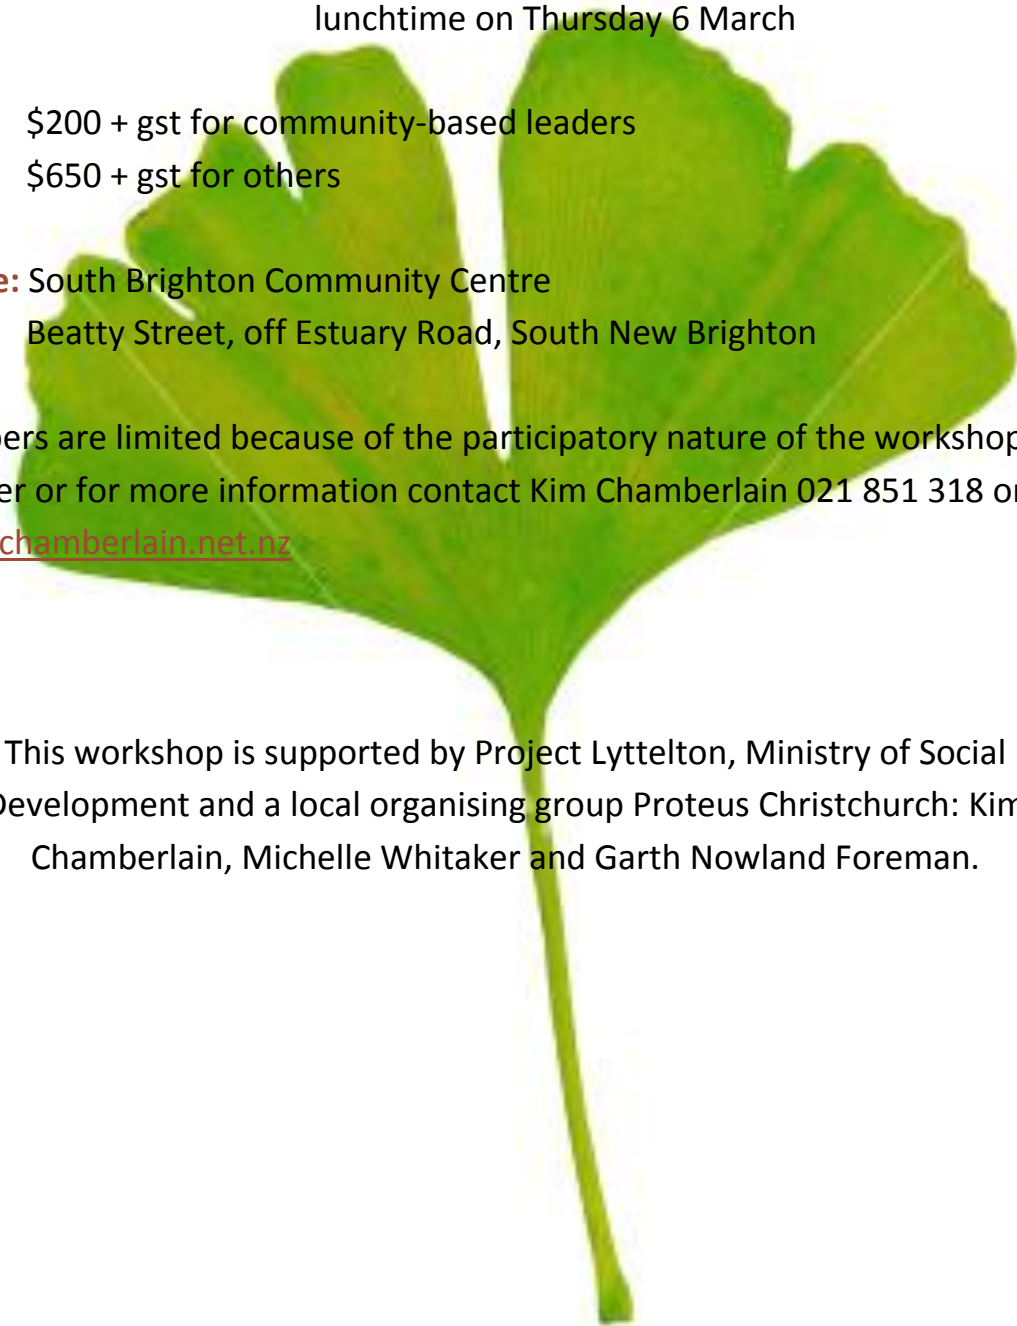 lunchtime on Thursday 6 March
$200 + gst for community-based leaders
$650 + gst for others
e: South Brighton Community Centre
Beatty Street, off Estuary Road, South New Brighton
bers are limited because of the participatory nature of the workshop
er or for more information contact Kim Chamberlain 021 851 318 or
chamberlain.net.nz
This workshop is supported by Project Lyttelton, Ministry of Social
Development and a local organising group Proteus Christchurch: Kim
Chamberlain, Michelle Whitaker and Garth Nowland Foreman.